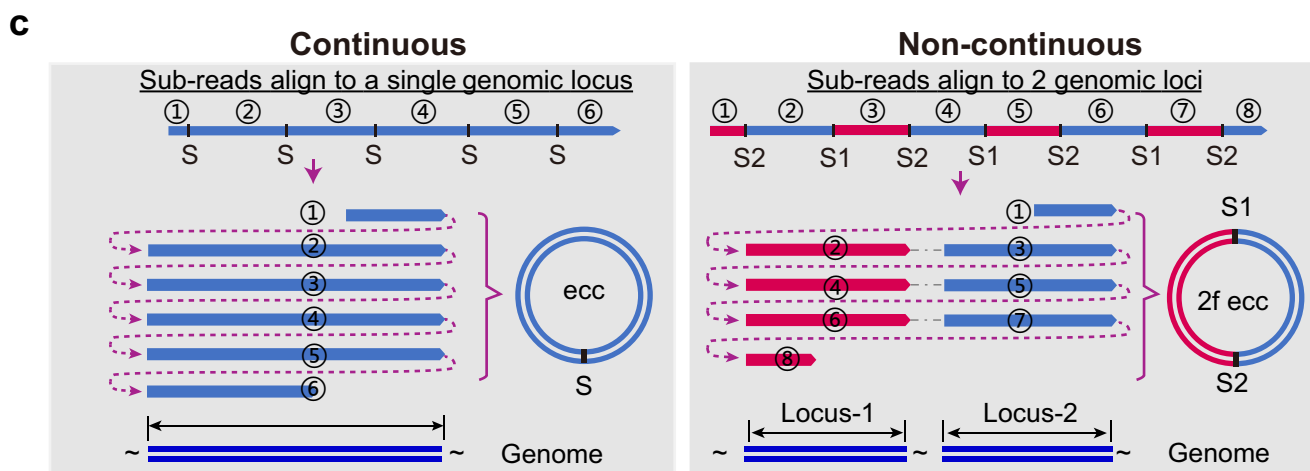 c
Continuous
Sub-reads align to a single genomic locus
① ② ③ ④ ⑤ ⑥
S S S S S
①
②
③
④
⑤
⑥
ecc
S
~ ~ Genome
Non-continuous
Sub-reads align to 2 genomic loci
① ② ③ ④ ⑤ ⑥ ⑦ ⑧
S2 S1 S2 S1 S2 S1 S2
①
② ③
④ ⑤
⑥ ⑦
⑧
S1
2f ecc
S2
Locus-1 Locus-2
~ ~ ~ Genome